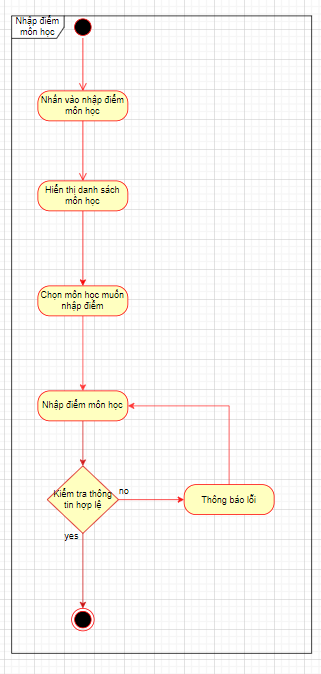 Nhập điểm
môn học
Nhấn vào nhập điểm
môn học
Hiển thị danh sách
môn học
Chọn môn học muốn
nhập điểm
Nhập điểm môn học
Kiểm tra thông
tin hợp lệ
no
Thông báo lỗi
yes